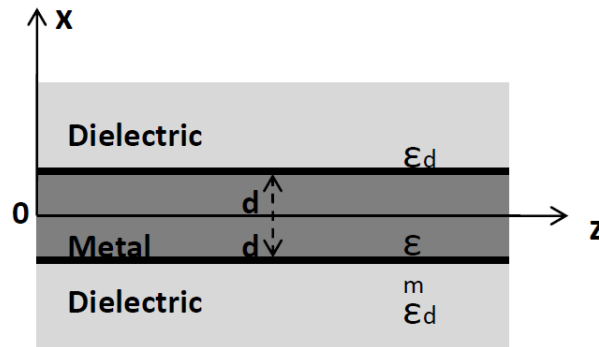 x
Dielectric εd
d
0 z
Metal d ε
m
Dielectric εd